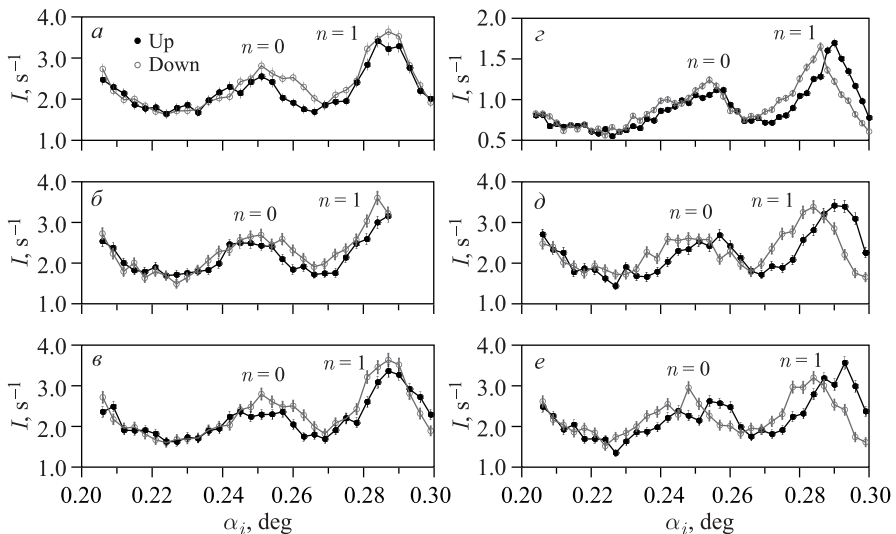 а
Up
Down
n = 0
n = 1
I, s⁻¹
4.0
3.0
2.0
1.0
г
n = 0
n = 1
I, s⁻¹
2.0
1.5
1.0
0.5
б
n = 0
n = 1
I, s⁻¹
4.0
3.0
2.0
1.0
д
n = 0
n = 1
I, s⁻¹
4.0
3.0
2.0
1.0
в
n = 0
n = 1
I, s⁻¹
4.0
3.0
2.0
1.0
0.20 0.22 0.24 0.26 0.28 0.30
αi, deg
е
n = 0
n = 1
I, s⁻¹
4.0
3.0
2.0
1.0
0.20 0.22 0.24 0.26 0.28 0.30
αi, deg